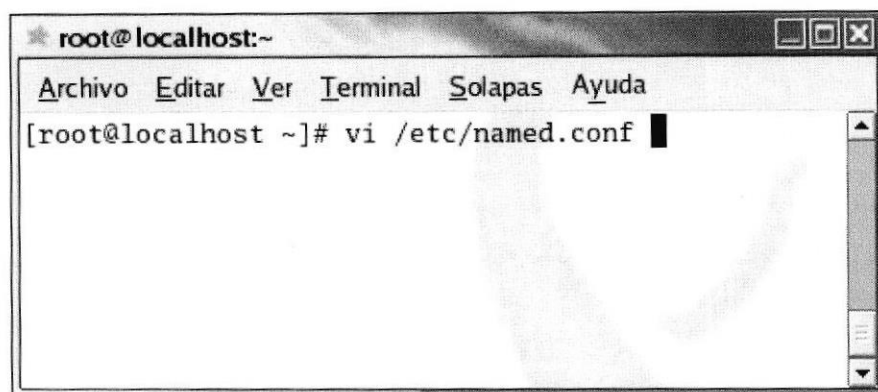 root@localhost:~
Archivo Editar Ver Terminal Solapas Ayuda
[root@localhost ~]# vi /etc/named.conf